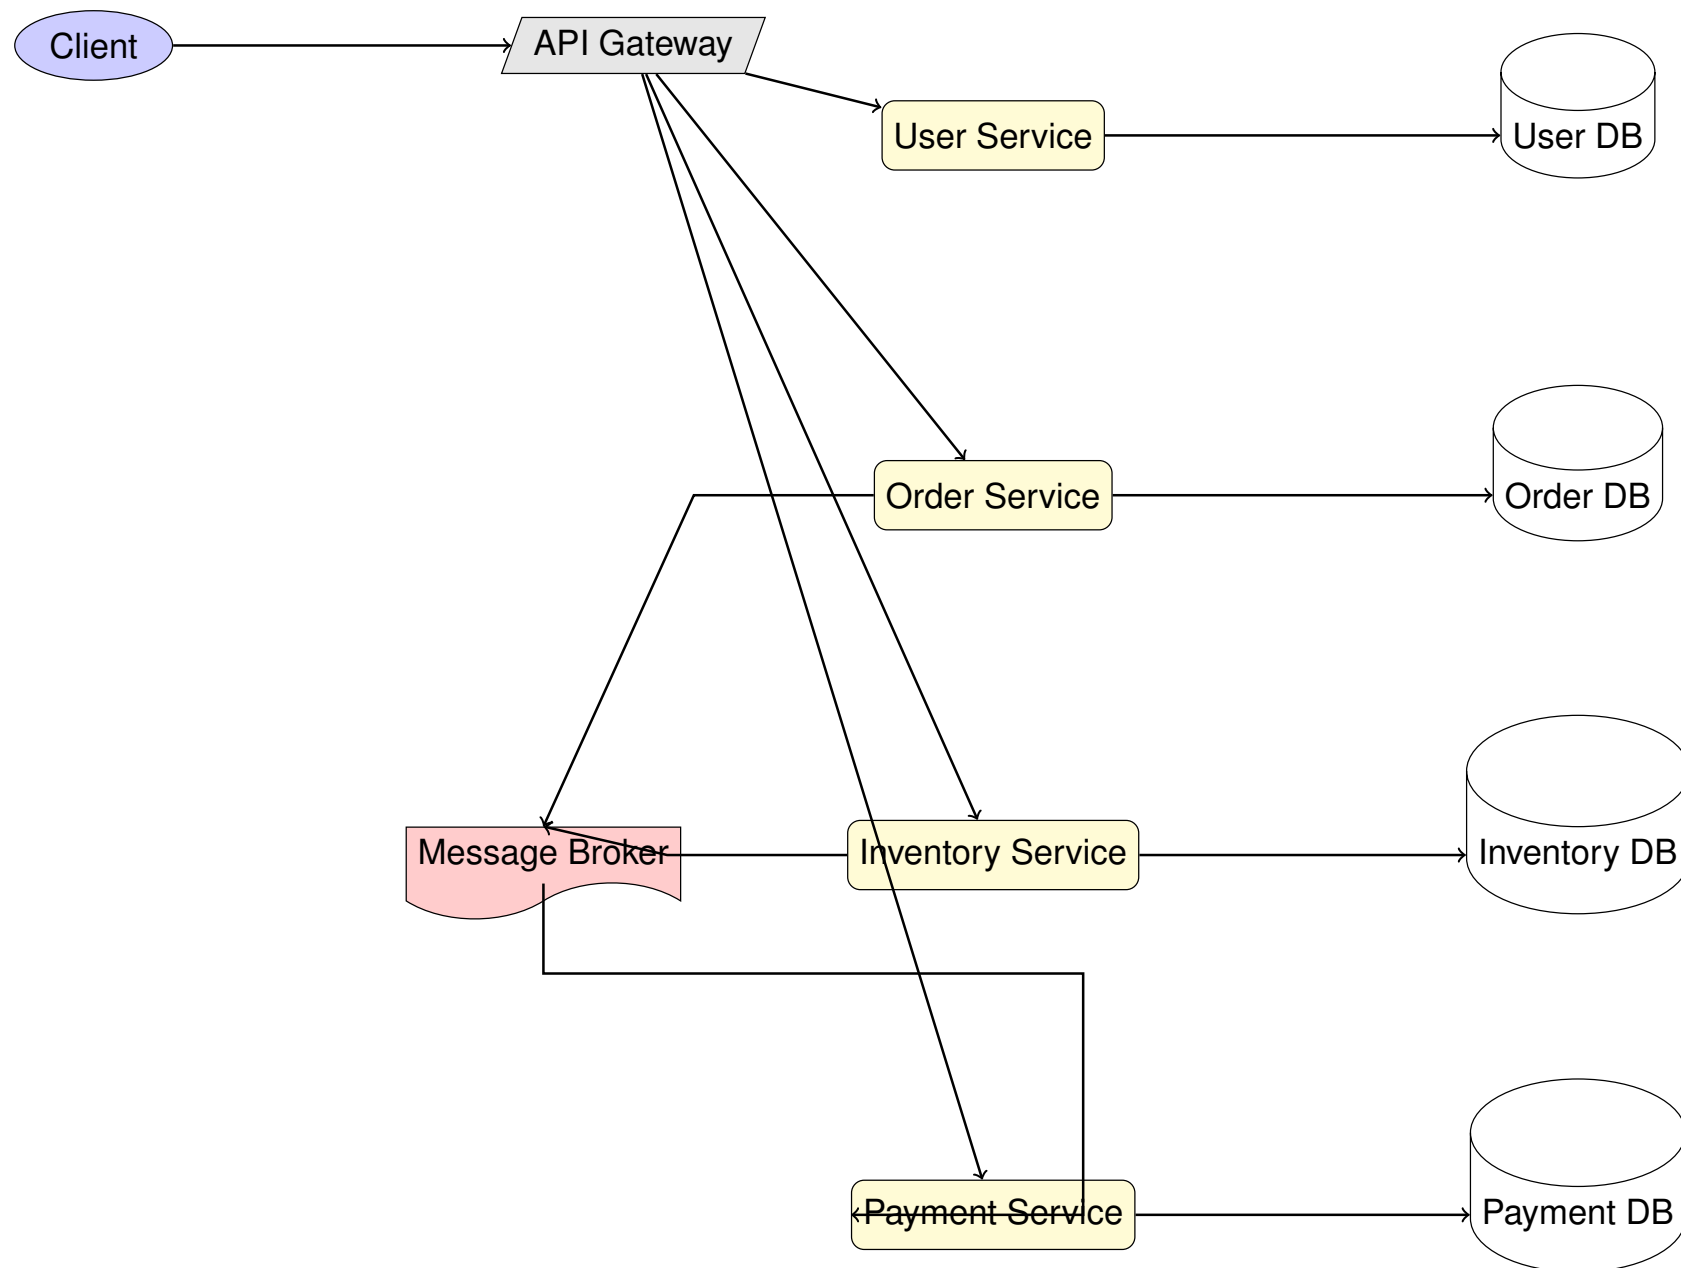 Client
API Gateway
User Service
User DB
Order Service
Order DB
Message Broker
Inventory Service
Inventory DB
Payment Service
Payment DB